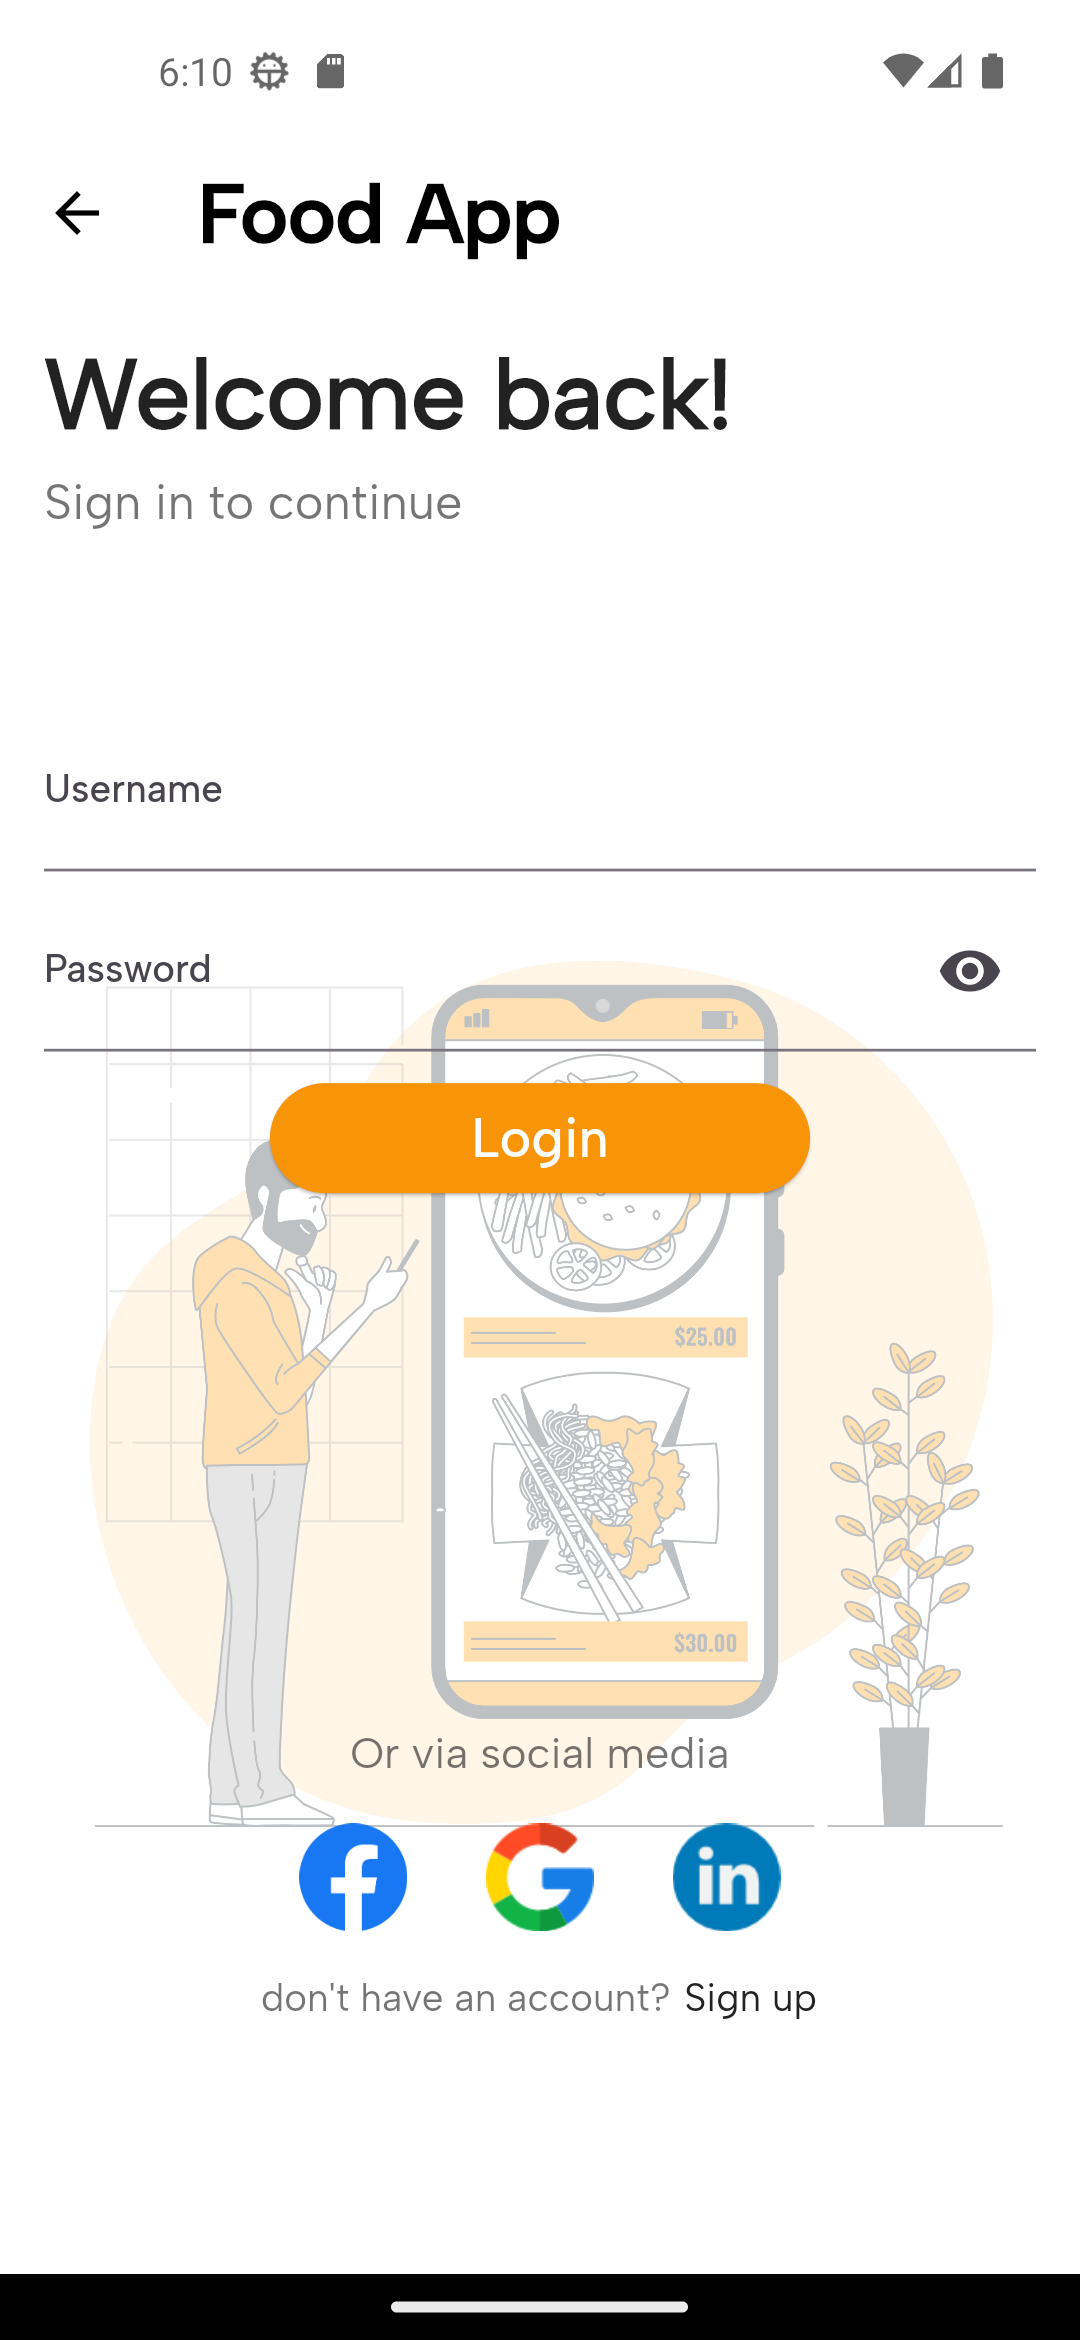 6:10
Food App
Welcome back!
Sign in to continue
Username
Password
Login
$25.00
$30.00
Or via social media
in
don't have an account? Sign up